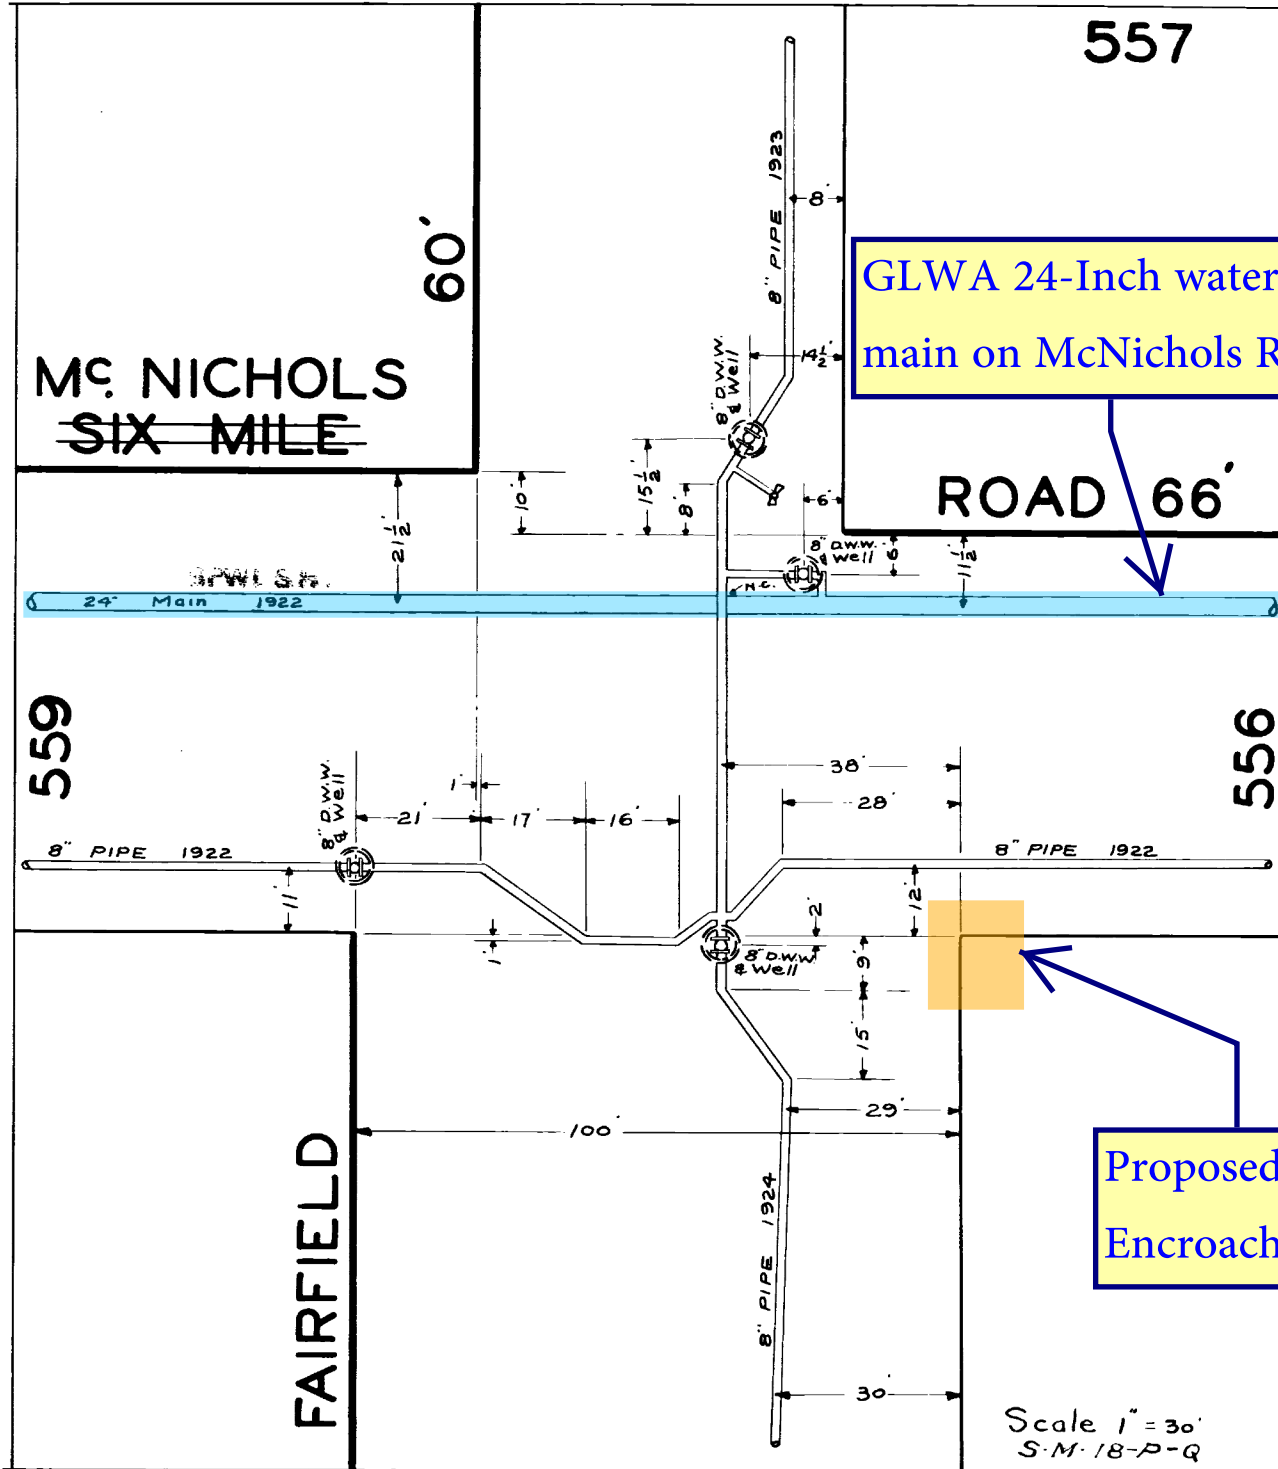 557
8" PIPE 1923
8'
60'
GLWA 24-Inch water
main on McNichols R
Mc. NICHOLS
SIX MILE
8" D.W.W.
& Well
14½'
15½'
10'
8'
6'
ROAD 66'
21½'
8" D.W.W.
& Well
6'
11½'
N.C.
24" Main 1922
559
556
38'
28'
8" D.W.W.
& Well
1'
21'
17'
16'
8" PIPE 1922
8" PIPE 1922
11'
12'
2'
1'
8" D.W.W
& Well
9'
15'
29'
100'
Proposed
Encroach
FAIRFIELD
8" PIPE 1924
30'
Scale 1" = 30'
S.M. 18-P-Q